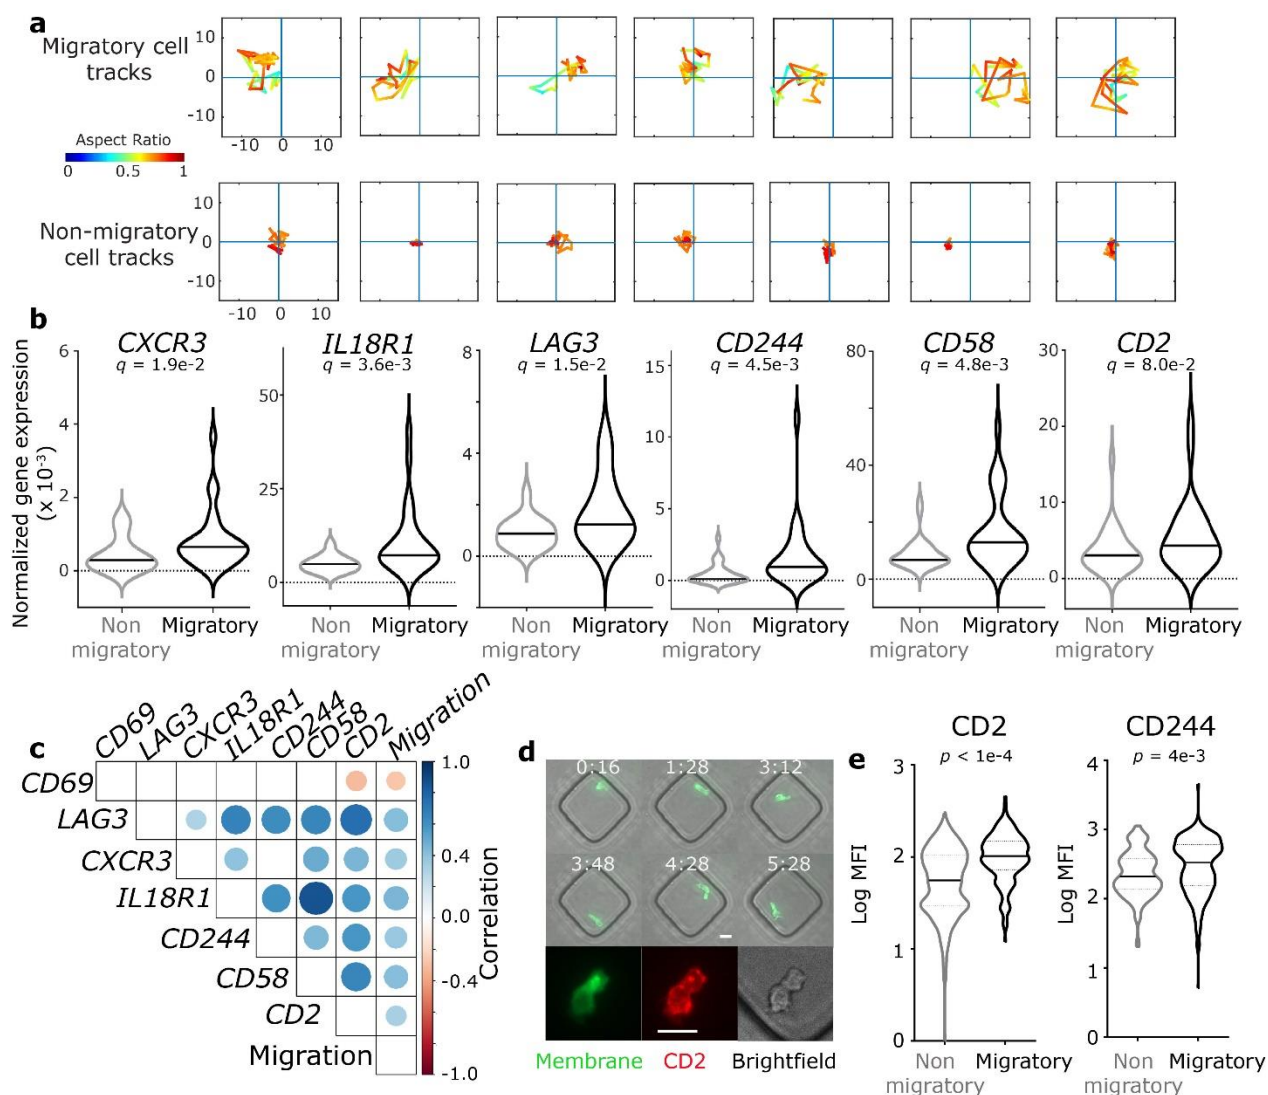 a
Migratory cell
tracks
10
0
-10
-10 0 10
Aspect Ratio
0 0.5 1
Non-migratory
cell tracks
10
0
-10
-10 0 10
b
Normalized gene expression
(x 10⁻³)
CXCR3
q = 1.9e-2
6
4
2
0
Non
migratory
Migratory
IL18R1
q = 3.6e-3
50
25
0
Non
migratory
Migratory
LAG3
q = 1.5e-2
8
4
0
Non
migratory
Migratory
CD244
q = 4.5e-3
15
10
5
0
Non
migratory
Migratory
CD58
q = 4.8e-3
80
40
0
Non
migratory
Migratory
CD2
q = 8.0e-2
30
20
10
0
Non
migratory
Migratory
c
CD69
LAG3
CXCR3
IL18R1
CD244
CD58
CD2
Migration
CD69
LAG3
CXCR3
IL18R1
CD244
CD58
CD2
Migration
1.0
0.4
0.0
-0.4
-1.0
Correlation
d
0:16 1:28 3:12
3:48 4:28 5:28
Membrane CD2 Brightfield
e
CD2
p < 1e-4
3
2
1
0
Log MFI
Non
migratory
Migratory
CD244
p = 4e-3
4
3
2
1
0
Log MFI
Non
migratory
Migratory